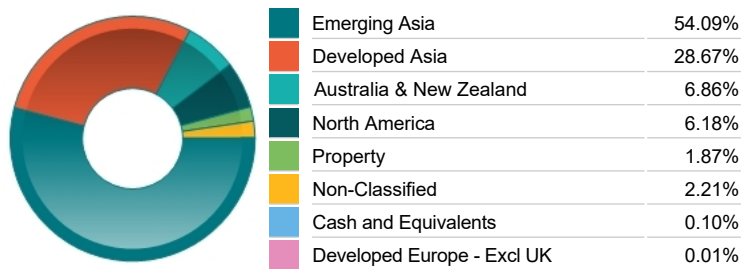 Emerging Asia 54.09%
Developed Asia 28.67%
Australia & New Zealand 6.86%
North America 6.18%
Property 1.87%
Non-Classified 2.21%
Cash and Equivalents 0.10%
Developed Europe - Excl UK 0.01%